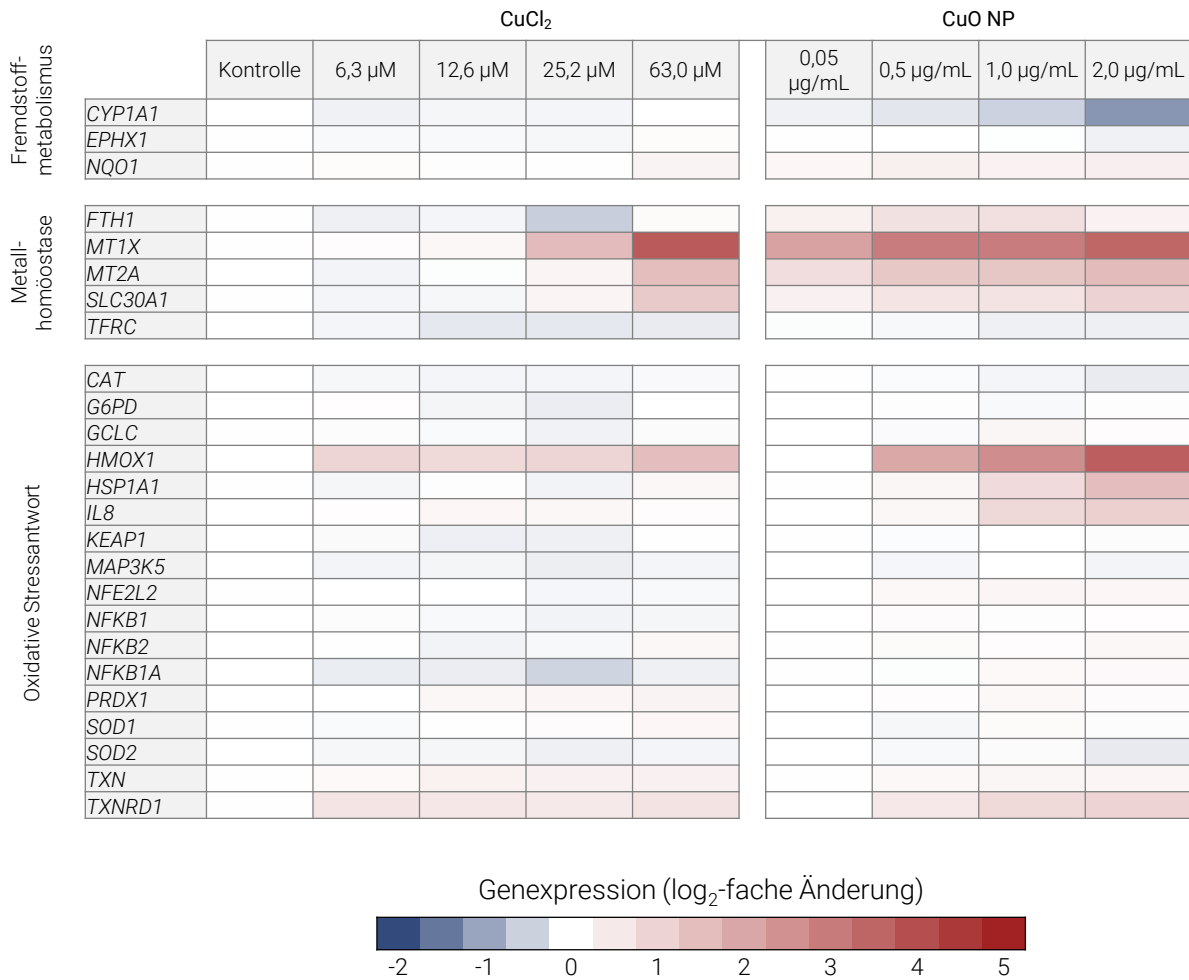 CuCl₂ CuO NP
Kontrolle 6,3 µM 12,6 µM 25,2 µM 63,0 µM 0,05 µg/mL 0,5 µg/mL 1,0 µg/mL 2,0 µg/mL
Fremdstoff-
metabolismus
CYP1A1
EPHX1
NQO1
Metall-
homöostase
FTH1
MT1X
MT2A
SLC30A1
TFRC
Oxidative Stressantwort
CAT
G6PD
GCLC
HMOX1
HSP1A1
IL8
KEAP1
MAP3K5
NFE2L2
NFKB1
NFKB2
NFKB1A
PRDX1
SOD1
SOD2
TXN
TXNRD1
Genexpression (log₂-fache Änderung)
-2 -1 0 1 2 3 4 5